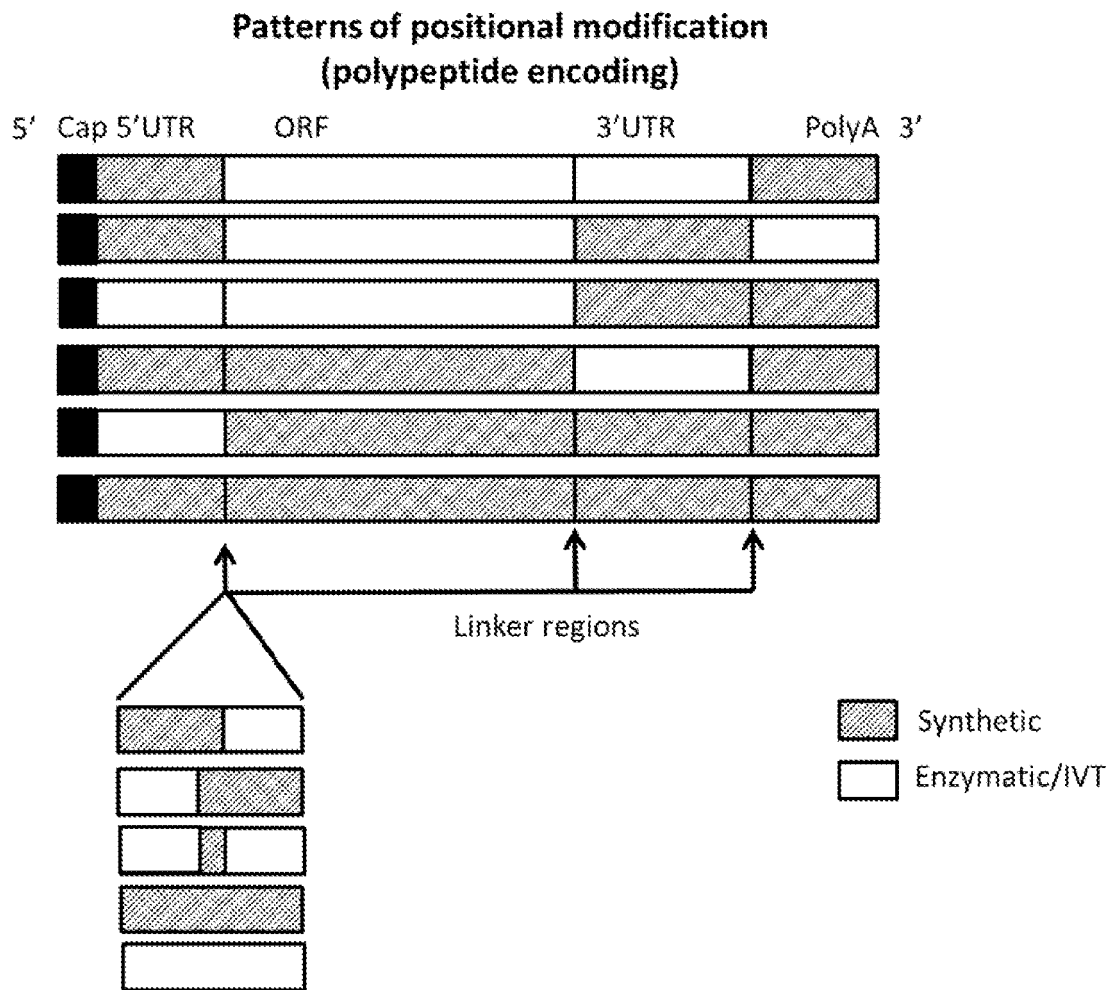 Patterns of positional modification
(polypeptide encoding)
5' Cap 5'UTR ORF 3'UTR PolyA 3'
Linker regions
Synthetic
Enzymatic/IVT